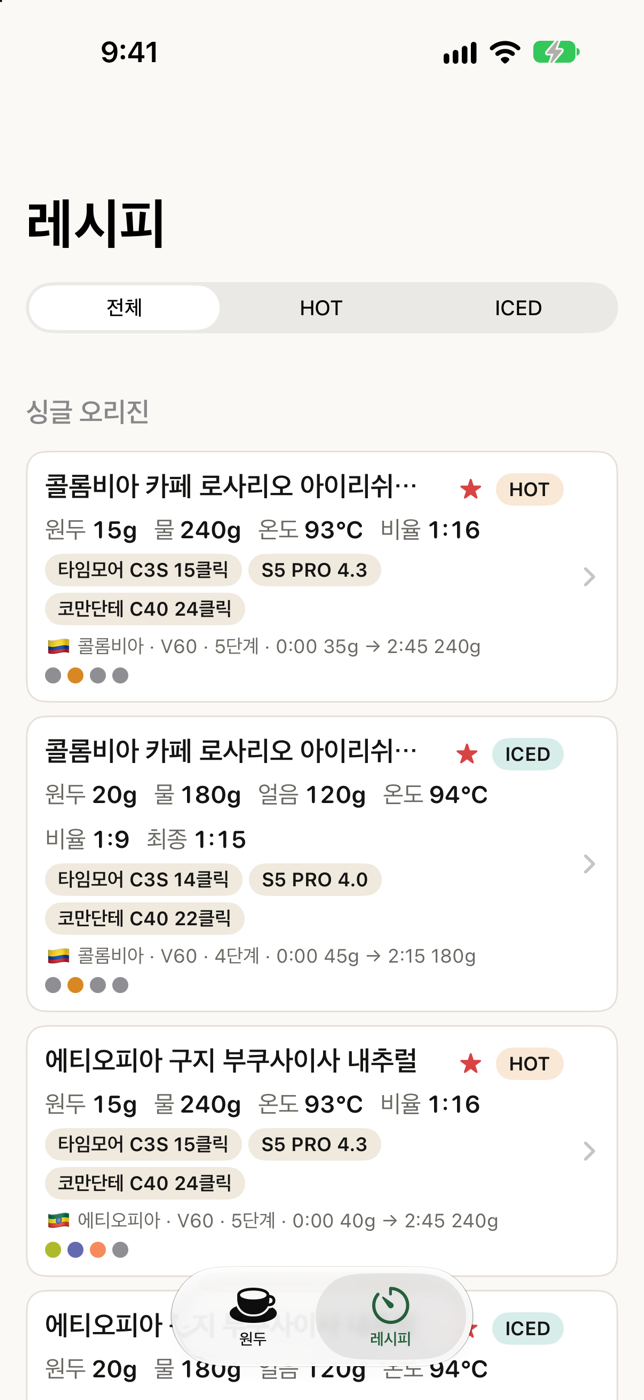 9:41
레시피
전체 HOT ICED
싱글 오리진
콜롬비아 카페 로사리오 아이리쉬… HOT
원두 15g 물 240g 온도 93°C 비율 1:16
타임모어 C3S 15클릭 S5 PRO 4.3
코만단테 C40 24클릭
콜롬비아 · V60 · 5단계 · 0:00 35g → 2:45 240g
콜롬비아 카페 로사리오 아이리쉬… ICED
원두 20g 물 180g 얼음 120g 온도 94°C
비율 1:9 최종 1:15
타임모어 C3S 14클릭 S5 PRO 4.0
코만단테 C40 22클릭
콜롬비아 · V60 · 4단계 · 0:00 45g → 2:15 180g
에티오피아 구지 부쿠사이사 내추럴 HOT
원두 15g 물 240g 온도 93°C 비율 1:16
타임모어 C3S 15클릭 S5 PRO 4.3
코만단테 C40 24클릭
에티오피아 · V60 · 5단계 · 0:00 40g → 2:45 240g
에티오피아 ICED
원두 20g 물 180g 얼음 120g 온도 94°C
원두 레시피